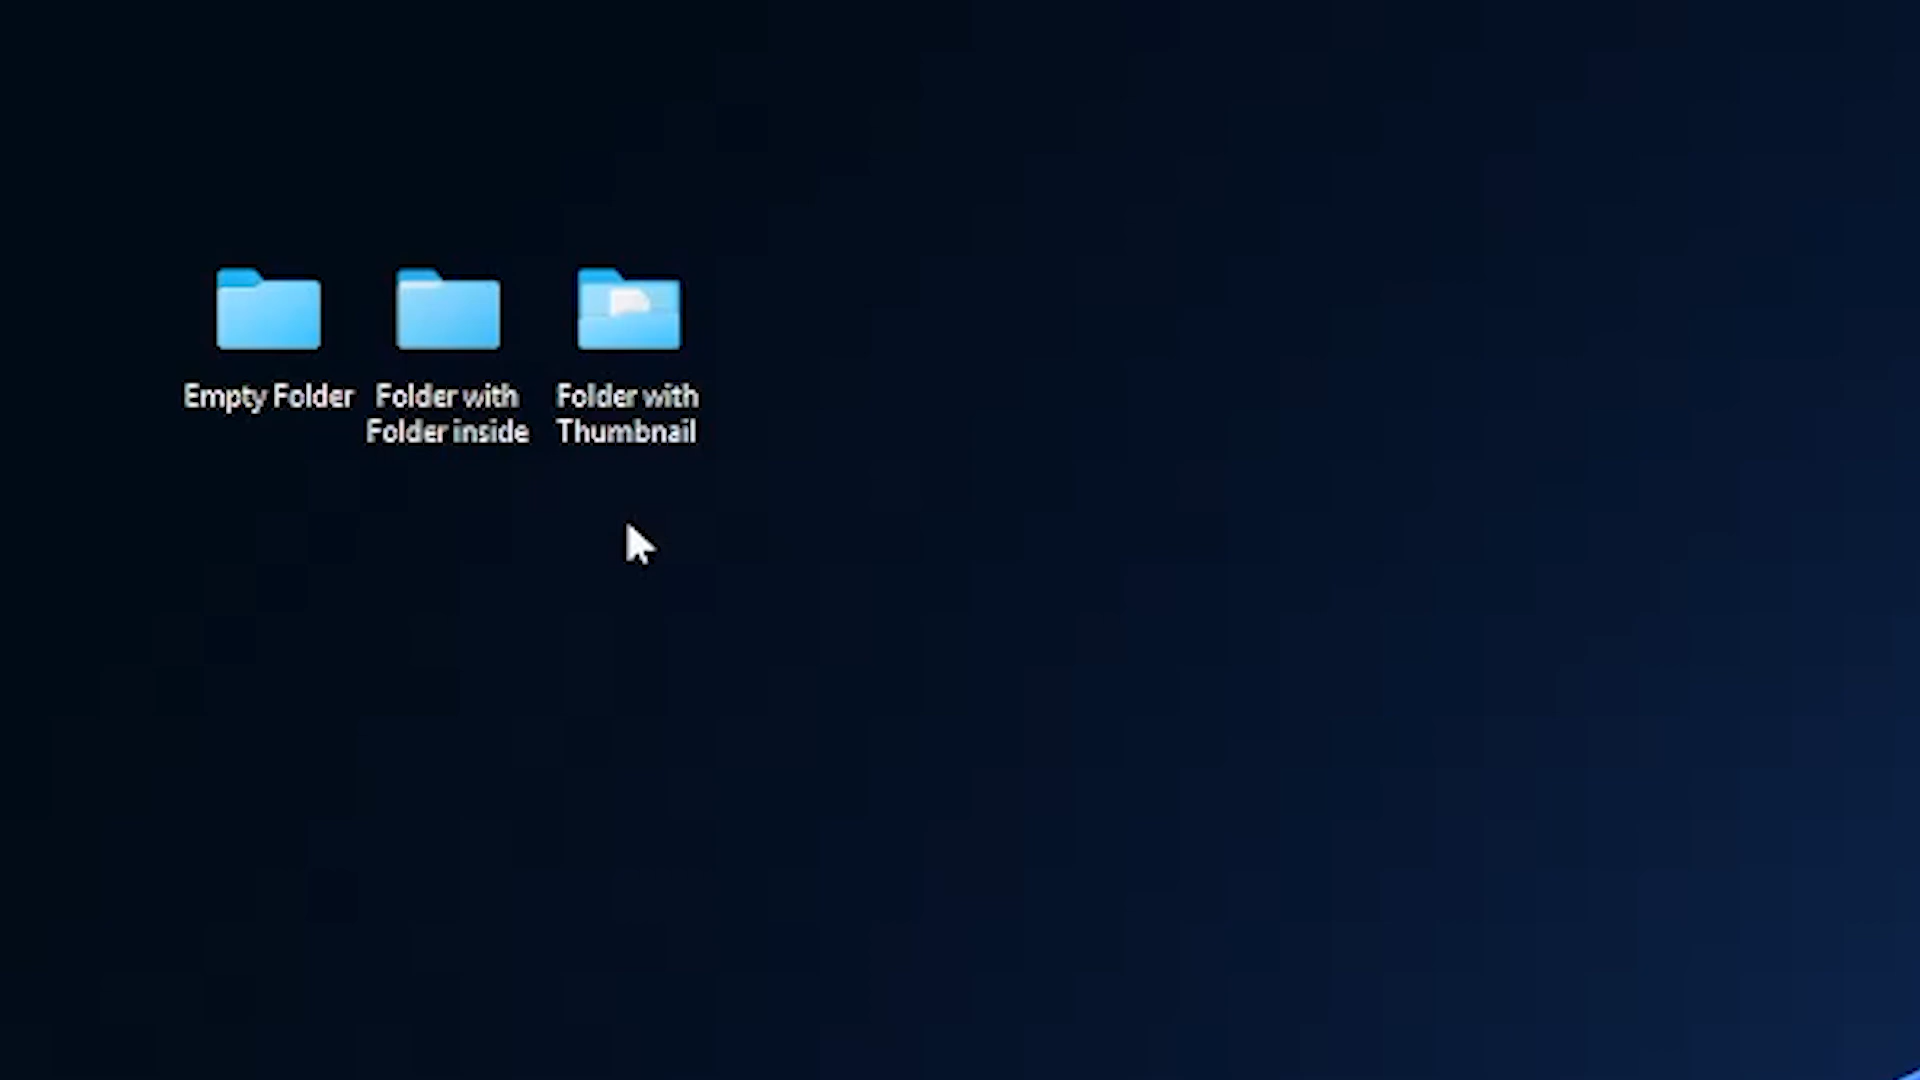 Empty Folder
Folder with
Folder inside
Folder with
Thumbnail